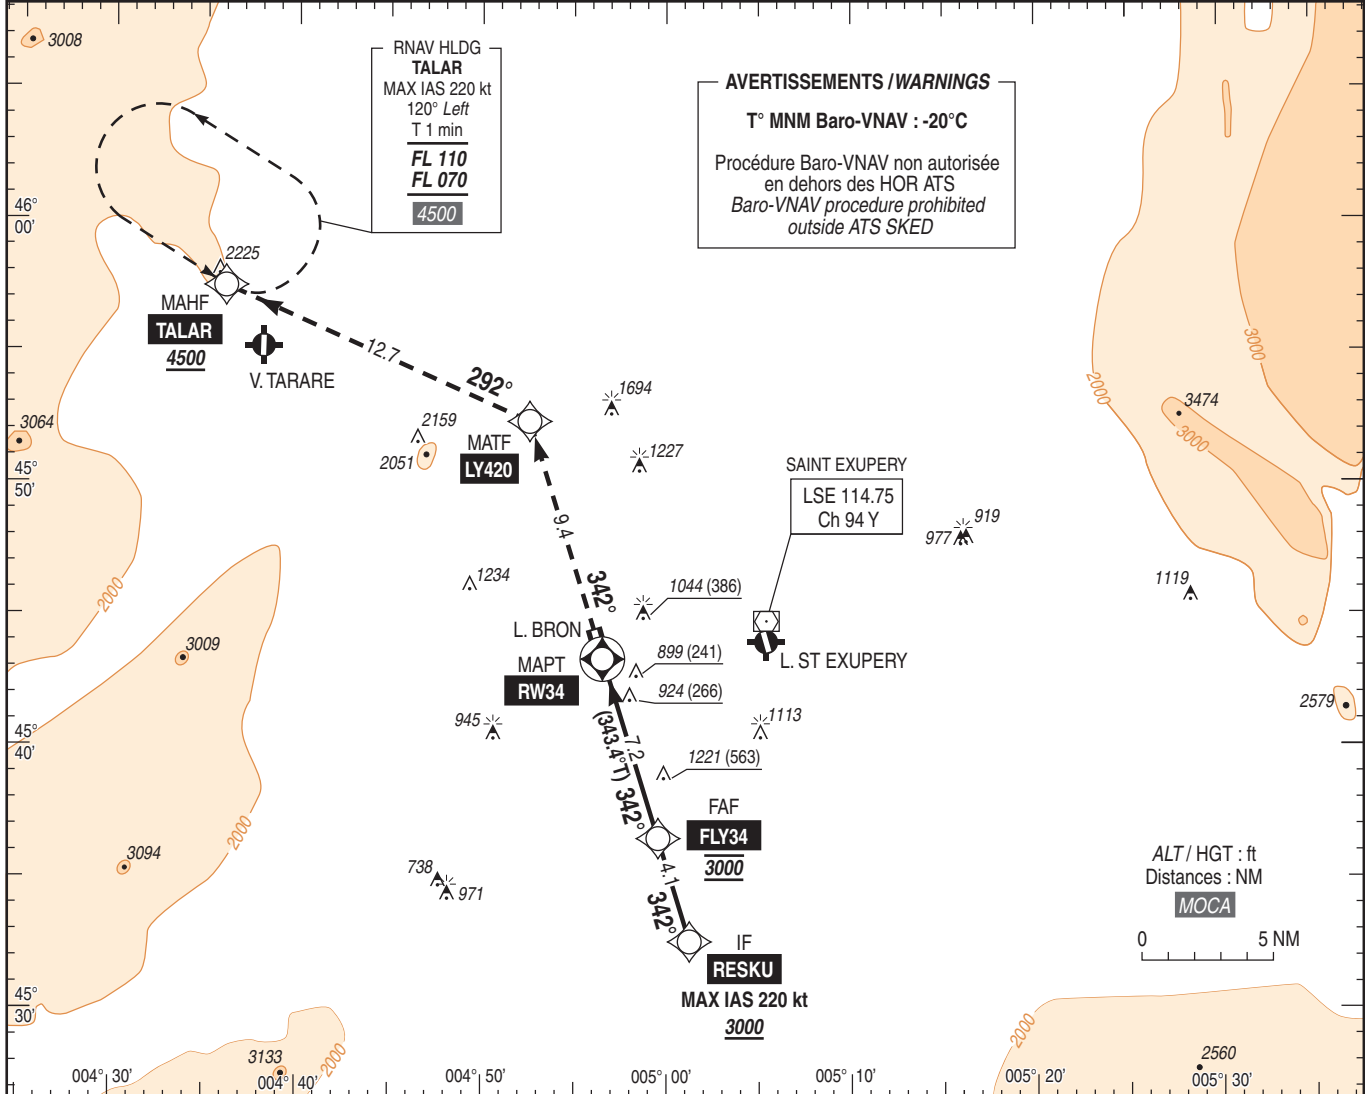 3008
RNAV HLDG
TALAR
MAX IAS 220 kt
120° Left
T 1 min
FL 110
FL 070
4500
AVERTISSEMENTS / WARNINGS
T° MNM Baro-VNAV : -20°C
Procédure Baro-VNAV non autorisée
en dehors des HOR ATS
Baro-VNAV procedure prohibited
outside ATS SKED
46°
00'
2225
MAHF
TALAR
4500
V. TARARE
12.7
292°
3000
2000
3474
3000
1694
3064
2159
2051
MATF
LY420
1227
45°
50'
SAINT EXUPERY
LSE 114.75
Ch 94 Y
919
977
9.4
1234
342°
1044 (386)
1119
2000
L. BRON
3009
899 (241)
L. ST EXUPERY
MAPT
RW34
924 (266)
2579
945
1113
45°
40'
7.2
(343.4°T) 342°
1221 (563)
FAF
FLY34
3000
2000
3094
738
971
4.1
342°
ALT / HGT : ft
Distances : NM
MOCA
0 5 NM
IF
RESKU
MAX IAS 220 kt
3000
45°
30'
2000
3133
2000
2560
004° 30'
004° 40'
004° 50'
005° 00'
005° 10'
005° 20'
005° 30'